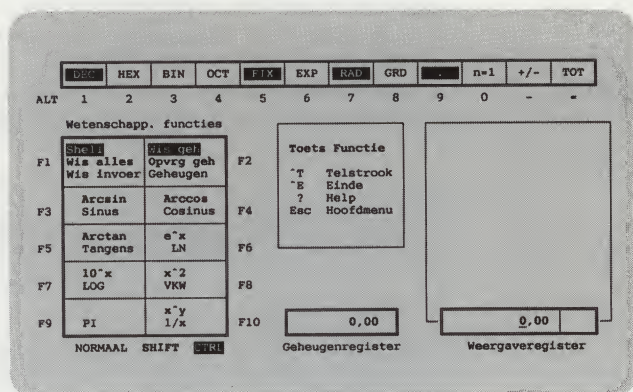 DEC HEX BIN OCT FIX EXP RAD GRD . n=1 +/- TOT
ALT 1 2 3 4 5 6 7 8 9 0 - =
Wetenschapp. functies
Shell Wis geh
F1 Wis alles Opvrg geh F2
Wis invoer Geheugen
Arcsin Arccos
F3 Sinus Cosinus F4
Arctan e^x
F5 Tangens LN F6
10^x x^2
F7 LOG VKW F8
x^y
F9 PI 1/x F10
NORMAAL SHIFT CTRL
Toets Functie
^T Telstrook
^E Einde
? Help
Esc Hoofdmenu
0,00
Geheugenregister
0,00
Weergaveregister